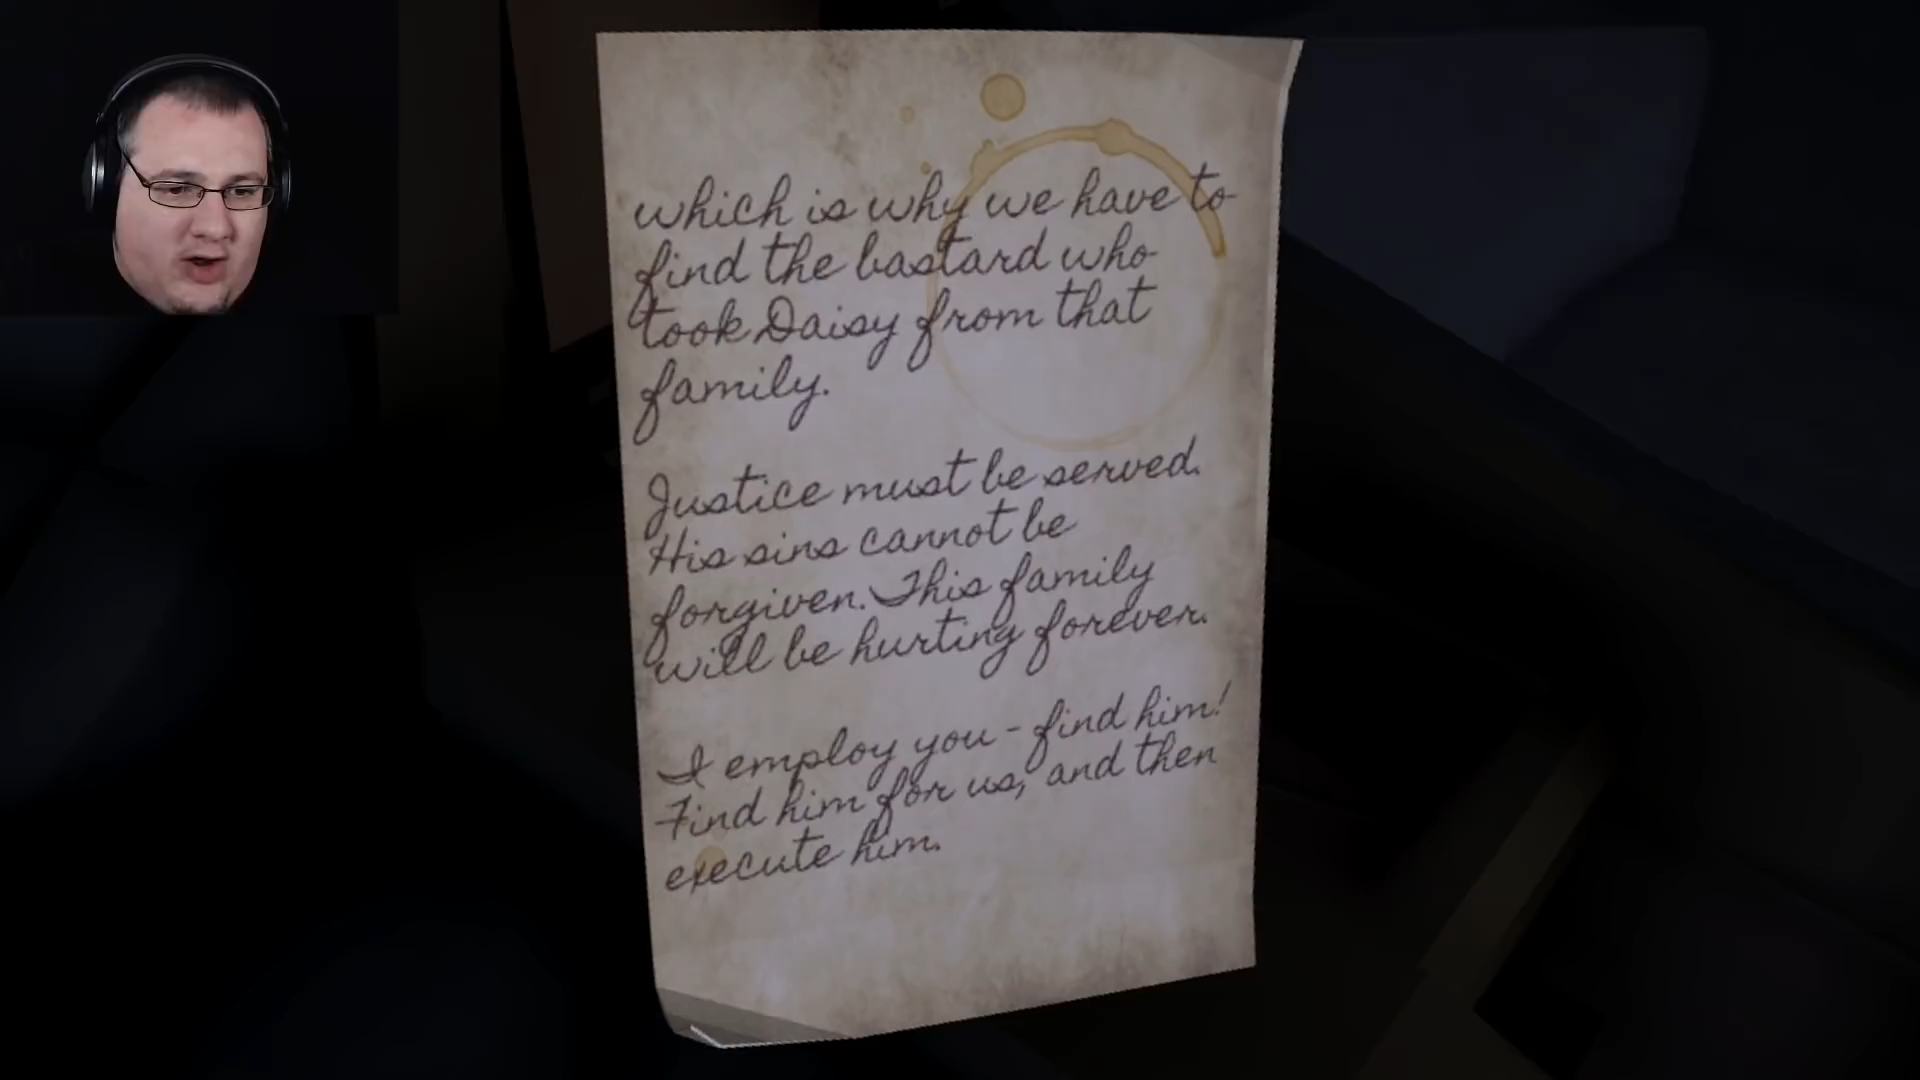 which is why we have to
find the bastard who
took Daisy from that
family.
Justice must be served.
His sins cannot be
forgiven. This family
will be hurting forever.
I employ you - find him!
Find him for us, and then
execute him.